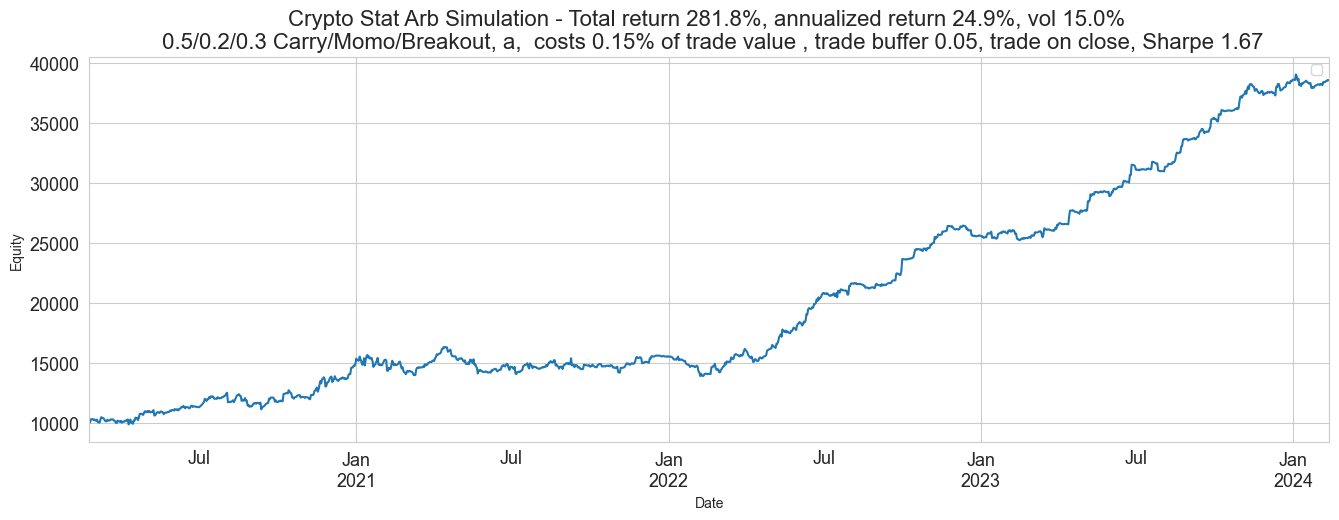 Crypto Stat Arb Simulation - Total return 281.8%, annualized return 24.9%, vol 15.0%
0.5/0.2/0.3 Carry/Momo/Breakout, a,  costs 0.15% of trade value , trade buffer 0.05, trade on close, Sharpe 1.67
40000
35000
30000
25000
20000
15000
10000
Equity
Jul
Jan
2021
Jul
Jan
2022
Jul
Jan
2023
Jul
Jan
2024
Date